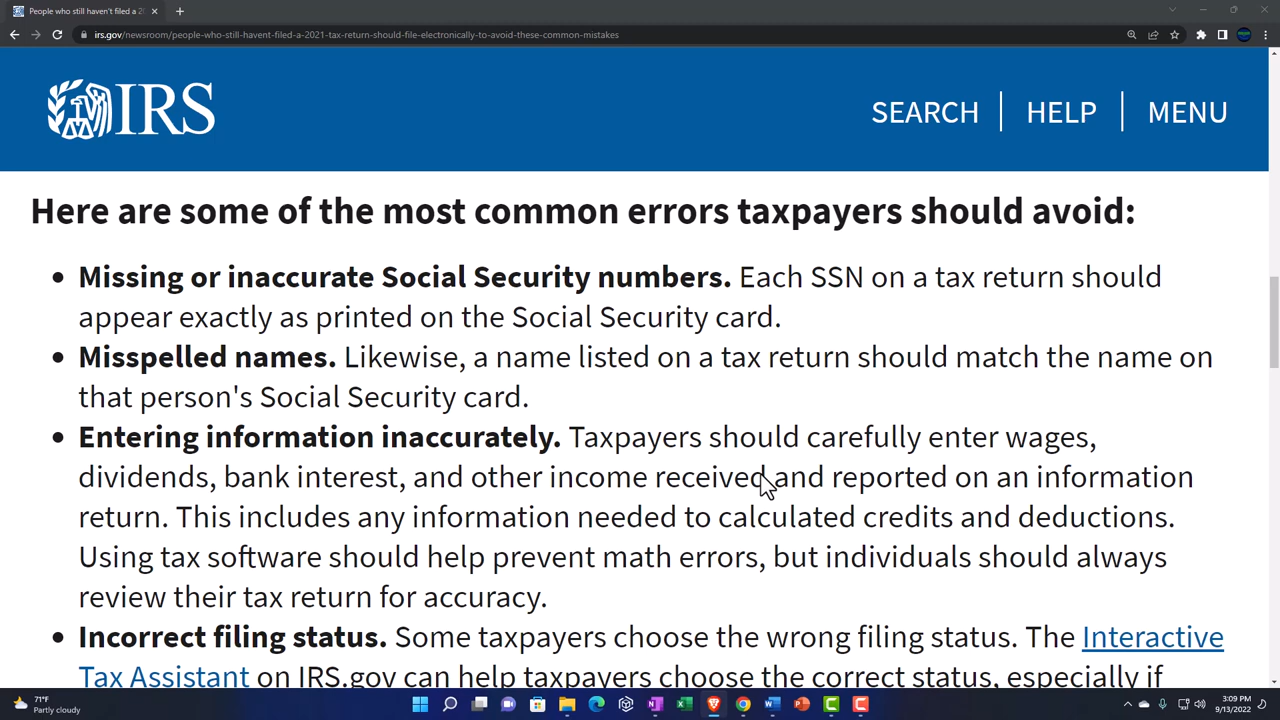 People who still haven't filed a 20
irs.gov/newsroom/people-who-still-havent-filed-a-2021-tax-return-should-file-electronically-to-avoid-these-common-mistakes
IRS
SEARCH | HELP | MENU
Here are some of the most common errors taxpayers should avoid:
• Missing or inaccurate Social Security numbers. Each SSN on a tax return should
appear exactly as printed on the Social Security card.
• Misspelled names. Likewise, a name listed on a tax return should match the name on
that person's Social Security card.
• Entering information inaccurately. Taxpayers should carefully enter wages,
dividends, bank interest, and other income received and reported on an information
return. This includes any information needed to calculated credits and deductions.
Using tax software should help prevent math errors, but individuals should always
review their tax return for accuracy.
• Incorrect filing status. Some taxpayers choose the wrong filing status. The Interactive
Tax Assistant on IRS.gov can help taxpayers choose the correct status, especially if
71°F
Partly cloudy
3:09 PM
9/13/2022